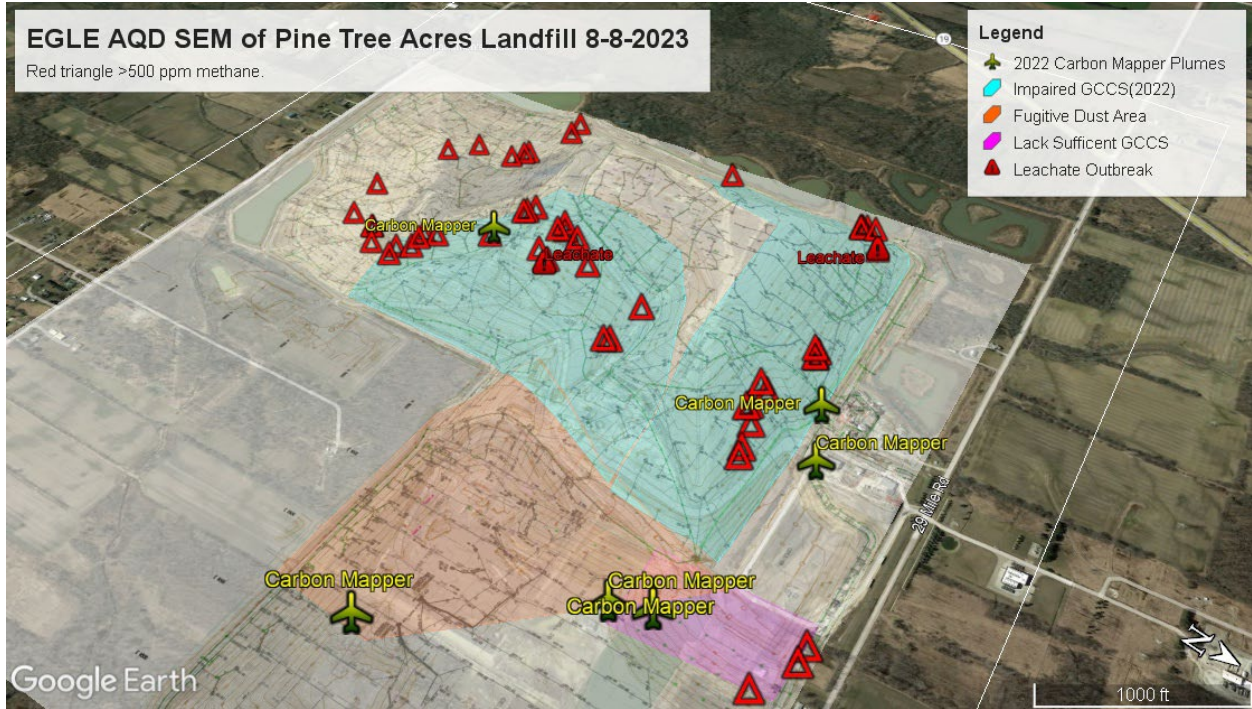 EGLE AQD SEM of Pine Tree Acres Landfill 8-8-2023
Red triangle >500 ppm methane.
Legend
2022 Carbon Mapper Plumes
Impaired GCCS(2022)
Fugitive Dust Area
Lack Sufficent GCCS
Leachate Outbreak
19
Carbon Mapper
Leachate
Leachate
Carbon Mapper
Carbon Mapper
29 Mile Rd
Carbon Mapper
Carbon Mapper
Carbon Mapper
N
Google Earth
1000 ft